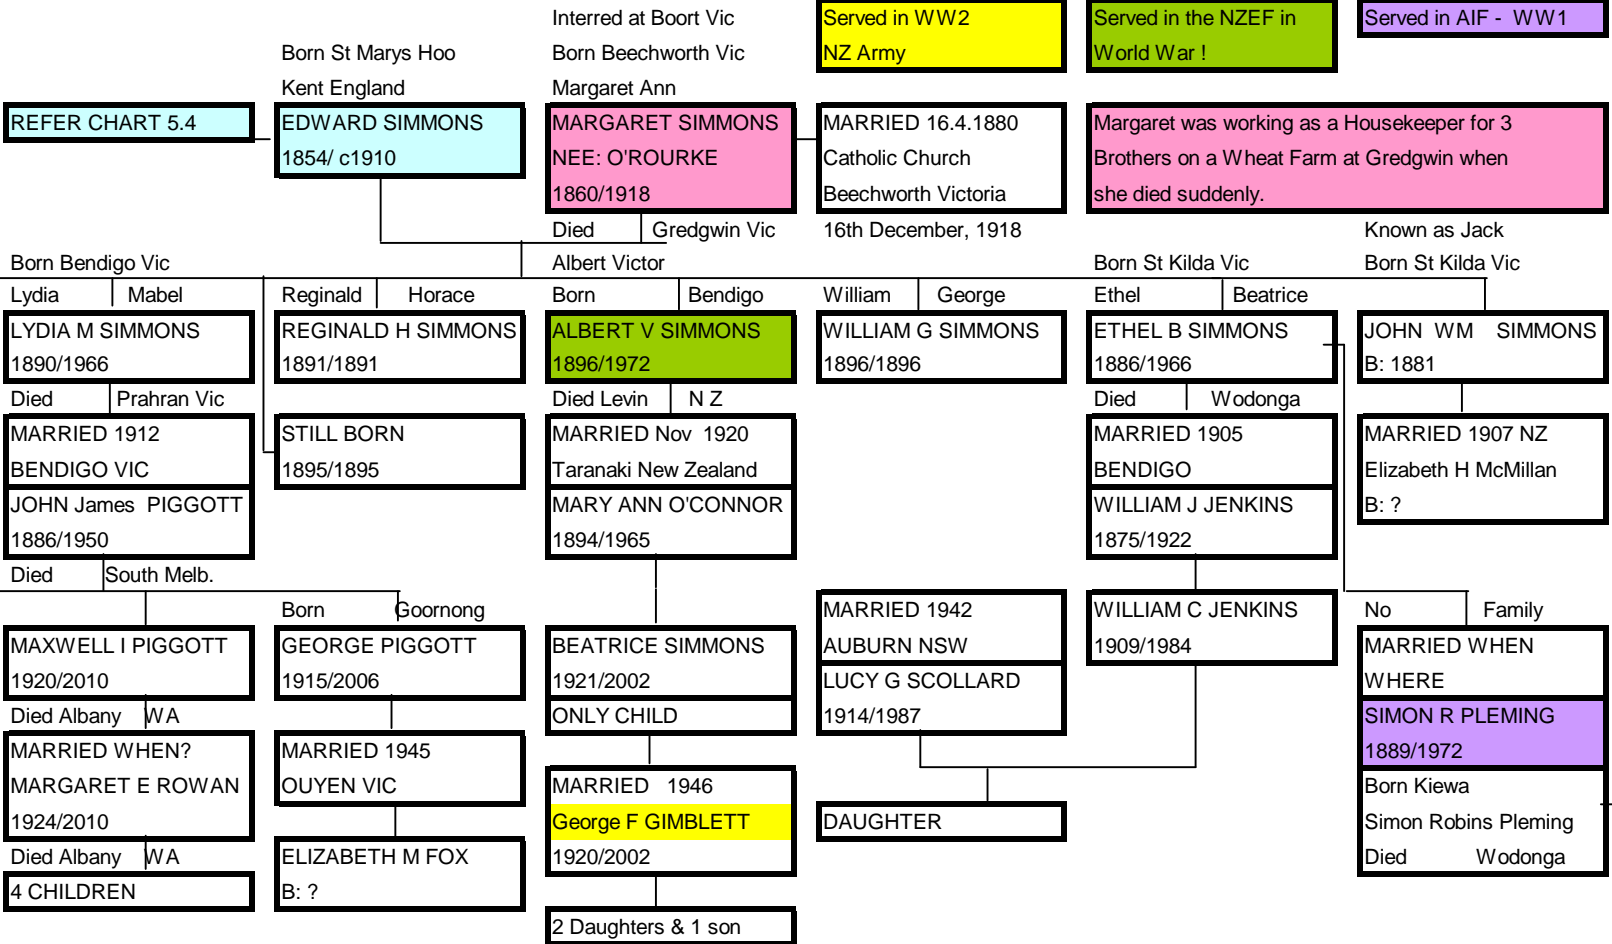 Interred at Boort Vic
Served in WW2
Served in the NZEF in
Served in AIF - WW1
Born St Marys Hoo
Born Beechworth Vic
NZ Army
World War !
Kent England
Margaret Ann
REFER CHART 5.4
EDWARD SIMMONS
MARGARET SIMMONS
MARRIED 16.4.1880
Margaret was working as a Housekeeper for 3
1854/ c1910
NEE: O'ROURKE
Catholic Church
Brothers on a Wheat Farm at Gredgwin when
1860/1918
Beechworth Victoria
she died suddenly.
Died Gredgwin Vic
16th December, 1918
Known as Jack
Born Bendigo Vic
Albert Victor
Born St Kilda Vic
Born St Kilda Vic
Lydia Mabel
Reginald Horace
Born Bendigo
William George
Ethel Beatrice
LYDIA M SIMMONS
REGINALD H SIMMONS
ALBERT V SIMMONS
WILLIAM G SIMMONS
ETHEL B SIMMONS
JOHN WM SIMMONS
1890/1966
1891/1891
1896/1972
1896/1896
1886/1966
B: 1881
Died Prahran Vic
Died Levin N Z
Died Wodonga
MARRIED 1912
STILL BORN
MARRIED Nov 1920
MARRIED 1905
MARRIED 1907 NZ
BENDIGO VIC
1895/1895
Taranaki New Zealand
BENDIGO
Elizabeth H McMillan
JOHN James PIGGOTT
MARY ANN O'CONNOR
WILLIAM J JENKINS
B: ?
1886/1950
1894/1965
1875/1922
Died South Melb.
Born Goornong
MARRIED 1942
WILLIAM C JENKINS
No Family
MAXWELL I PIGGOTT
GEORGE PIGGOTT
BEATRICE SIMMONS
AUBURN NSW
1909/1984
MARRIED WHEN
1920/2010
1915/2006
1921/2002
LUCY G SCOLLARD
WHERE
Died Albany WA
ONLY CHILD
1914/1987
SIMON R PLEMING
MARRIED WHEN?
MARRIED 1945
1889/1972
MARGARET E ROWAN
OUYEN VIC
MARRIED 1946
Born Kiewa
1924/2010
George F GIMBLETT
DAUGHTER
Simon Robins Pleming
Died Albany WA
ELIZABETH M FOX
1920/2002
Died Wodonga
4 CHILDREN
B: ?
2 Daughters & 1 son